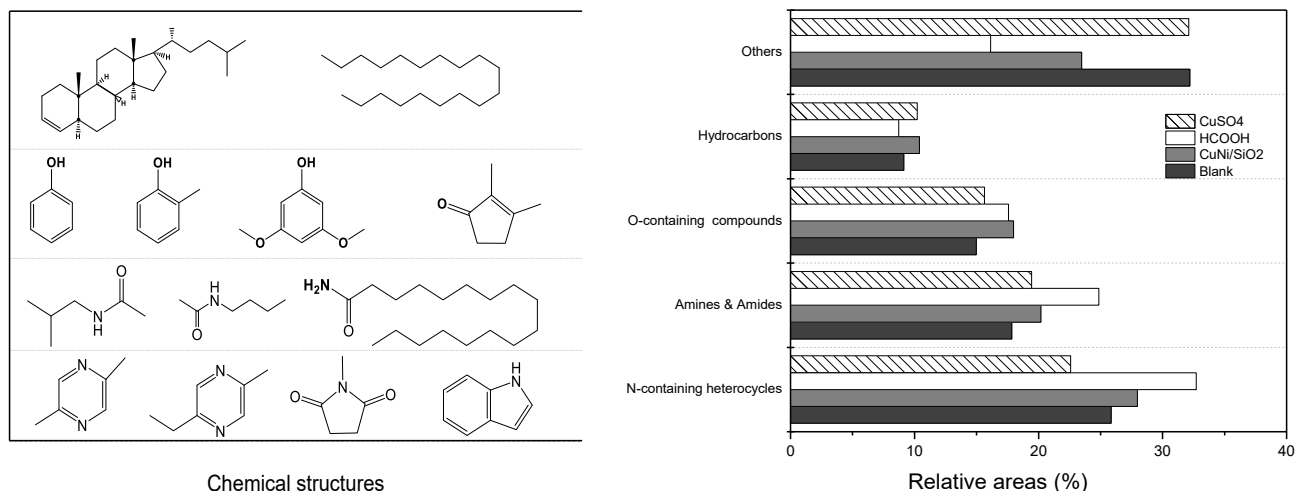 H
H
H
H
OH
OH
OH
O
O
O
O
N
H
H
N
O
H₂N
O
N
N
N
N
N
O
O
H
N
Chemical structures
Others
Hydrocarbons
O-containing compounds
Amines & Amides
N-containing heterocycles
CuSO4
HCOOH
CuNi/SiO2
Blank
0
10
20
30
40
Relative areas (%)